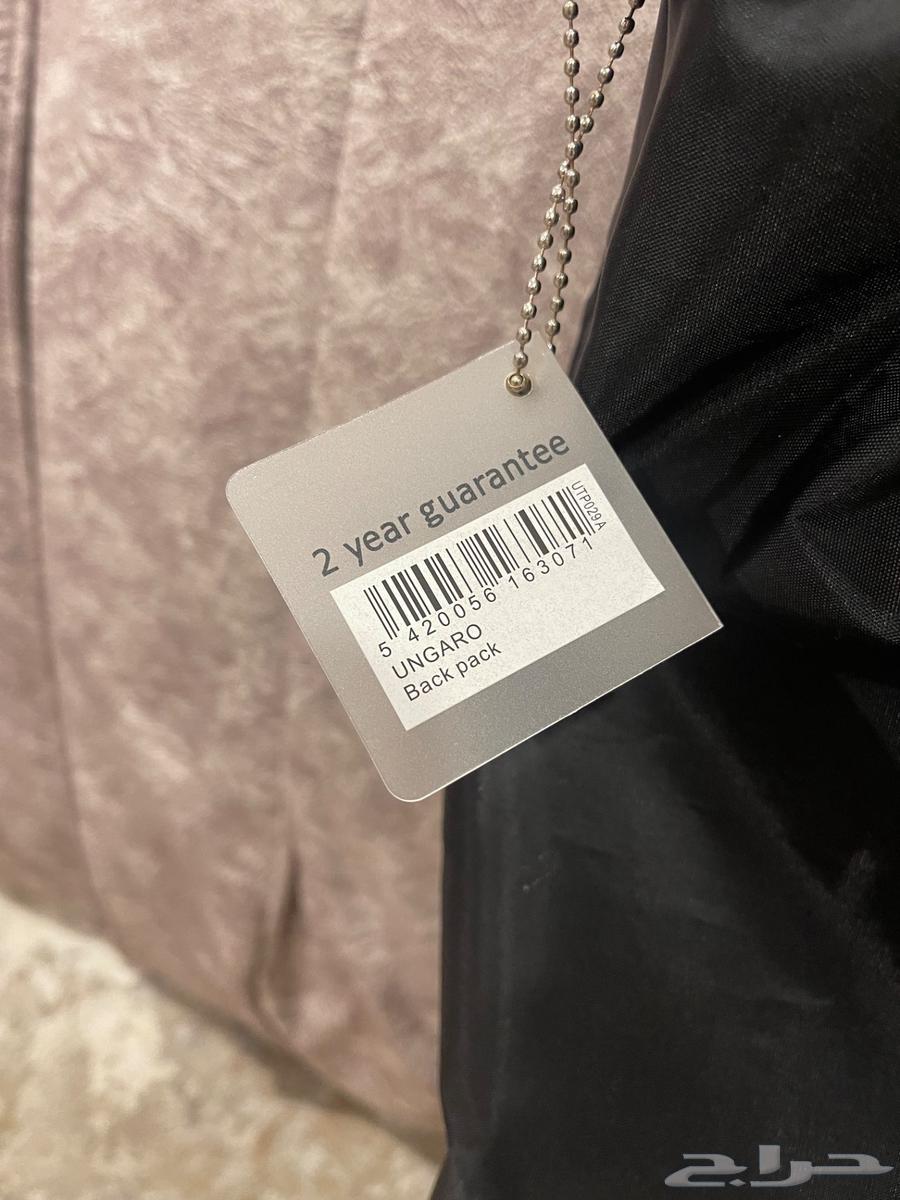 2 year guarantee
UTP029A
5 420056 163071
UNGARO
Back pack
حراج